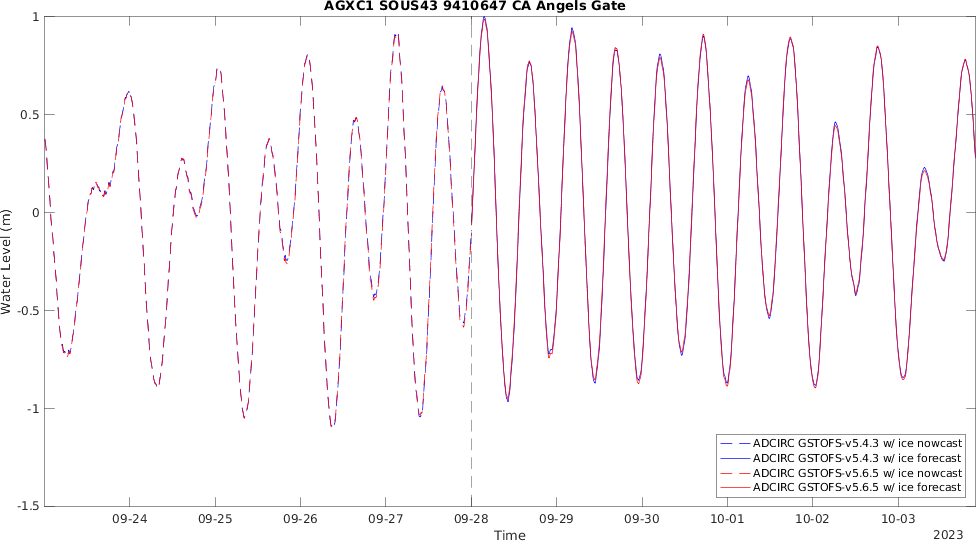 AGXC1 SOUS43 9410647 CA Angels Gate
1
0.5
0
-0.5
-1
-1.5
Water Level (m)
ADCIRC GSTOFS-v5.4.3 w/ ice nowcast
ADCIRC GSTOFS-v5.4.3 w/ ice forecast
ADCIRC GSTOFS-v5.6.5 w/ ice nowcast
ADCIRC GSTOFS-v5.6.5 w/ ice forecast
09-24 09-25 09-26 09-27 09-28 09-29 09-30 10-01 10-02 10-03
Time
2023